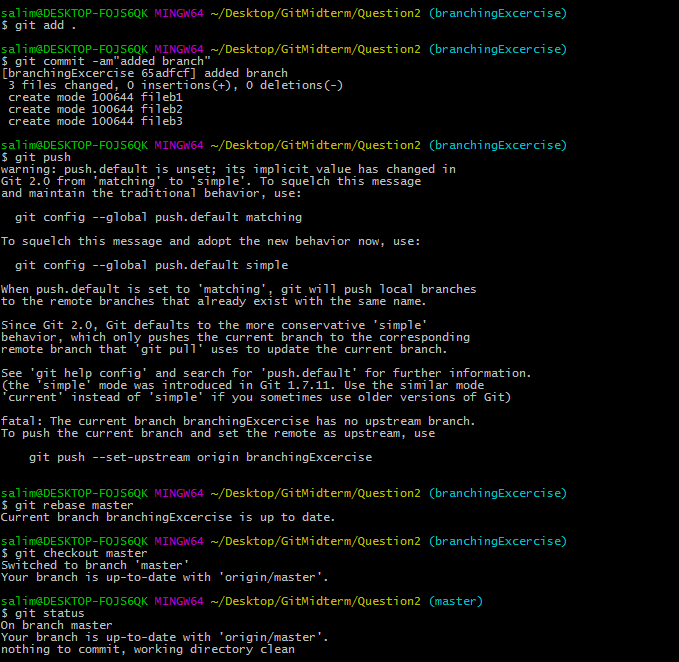 salim@DESKTOP-FOJS6QK MINGW64 ~/Desktop/GitMidterm/Question2 (branchingExcercise)
$ git add .
salim@DESKTOP-FOJS6QK MINGW64 ~/Desktop/GitMidterm/Question2 (branchingExcercise)
$ git commit -am"added branch"
[branchingExcercise 65adfcf] added branch
3 files changed, 0 insertions(+), 0 deletions(-)
create mode 100644 fileb1
create mode 100644 fileb2
create mode 100644 fileb3
salim@DESKTOP-FOJS6QK MINGW64 ~/Desktop/GitMidterm/Question2 (branchingExcercise)
$ git push
warning: push.default is unset; its implicit value has changed in
Git 2.0 from 'matching' to 'simple'. To squelch this message
and maintain the traditional behavior, use:
git config --global push.default matching
To squelch this message and adopt the new behavior now, use:
git config --global push.default simple
When push.default is set to 'matching', git will push local branches
to the remote branches that already exist with the same name.
Since Git 2.0, Git defaults to the more conservative 'simple'
behavior, which only pushes the current branch to the corresponding
remote branch that 'git pull' uses to update the current branch.
See 'git help config' and search for 'push.default' for further information.
(the 'simple' mode was introduced in Git 1.7.11. Use the similar mode
'current' instead of 'simple' if you sometimes use older versions of Git)
fatal: The current branch branchingExcercise has no upstream branch.
To push the current branch and set the remote as upstream, use
git push --set-upstream origin branchingExcercise
salim@DESKTOP-FOJS6QK MINGW64 ~/Desktop/GitMidterm/Question2 (branchingExcercise)
$ git rebase master
Current branch branchingExcercise is up to date.
salim@DESKTOP-FOJS6QK MINGW64 ~/Desktop/GitMidterm/Question2 (branchingExcercise)
$ git checkout master
Switched to branch 'master'
Your branch is up-to-date with 'origin/master'.
salim@DESKTOP-FOJS6QK MINGW64 ~/Desktop/GitMidterm/Question2 (master)
$ git status
On branch master
Your branch is up-to-date with 'origin/master'.
nothing to commit, working directory clean